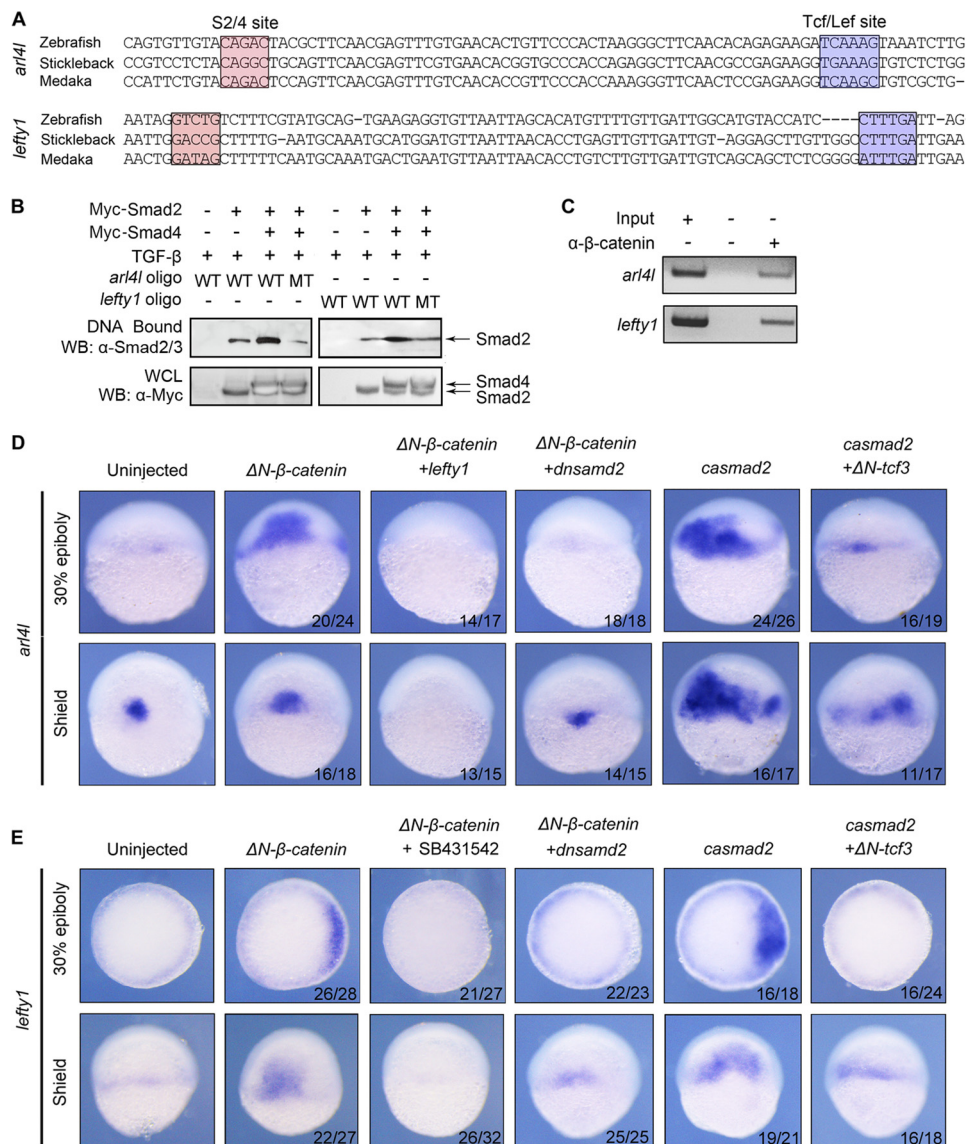 A
S2/4 site Tcf/Lef site
arl4l
Zebrafish CAGTGTTGTACAGACTACGCTTCAACGAGTTTGTGAACACTGTTCCCACTAAGGGCTTCAACACAGAGAAGATCAAAGTAAATCTTG
Stickleback CCGTCCTCTACAGGCTGCAGTTCAACGAGTTCGTGAACACGGTGCCCACCAAAGGCTTCAACGCCGAGAAGGTGAAAGTGTCTCTGG
Medaka CCATTCTGTACAGACTGAAGTTCAACGAGTTTGTCAACACCGTTCCCACCAGGGGCTTCAACGCCGAGAAGGTCAAGCTGTCGCTG-
lefty1
Zebrafish AATAGGTCTGTCTTTCGTATGCAG-TGAAGAGGTGTTAATTAGCACATGTTTTGTTGATTGGCATGTACCATC----CTTTGATT-AG
Stickleback AATTGGACCGCTTTTG-AATGCAAATGCATGGATGTTAATTAACACCTGAGTTGTTGATTGT-AGGAGCTTGTTGGCCTTTGATTGAA
Medaka AACTGGATAGCTTTTTCAATGCAAATGACTGAATGTTAATTAACACCTGTCTTGTTGATTGTCAGCAGCTCTCGGGGATTTGATTGAA
B
Myc-Smad2 - + + + - + + +
Myc-Smad4 - - + + - - + +
TGF-β + + + + + + + +
arl4l oligo WT WT WT MT - - - -
lefty1 oligo - - - - WT WT WT MT
DNA Bound
WB: α-Smad2/3
Smad2
WCL
WB: α-Myc
Smad4
Smad2
C
Input + - -
α-β-catenin - - +
arl4l
lefty1
D
Uninjected
ΔN-β-catenin
ΔN-β-catenin
+lefty1
ΔN-β-catenin
+dnsamd2
casmad2
casmad2
+ΔN-tcf3
arl4l
30% epiboly
20/24 14/17 18/18 24/26 16/19
Shield
16/18 13/15 14/15 16/17 11/17
E
Uninjected
ΔN-β-catenin
ΔN-β-catenin
+ SB431542
ΔN-β-catenin
+dnsamd2
casmad2
casmad2
+ΔN-tcf3
lefty1
30% epiboly
26/28 21/27 22/23 16/18 16/24
Shield
22/27 26/32 25/25 19/21 16/18